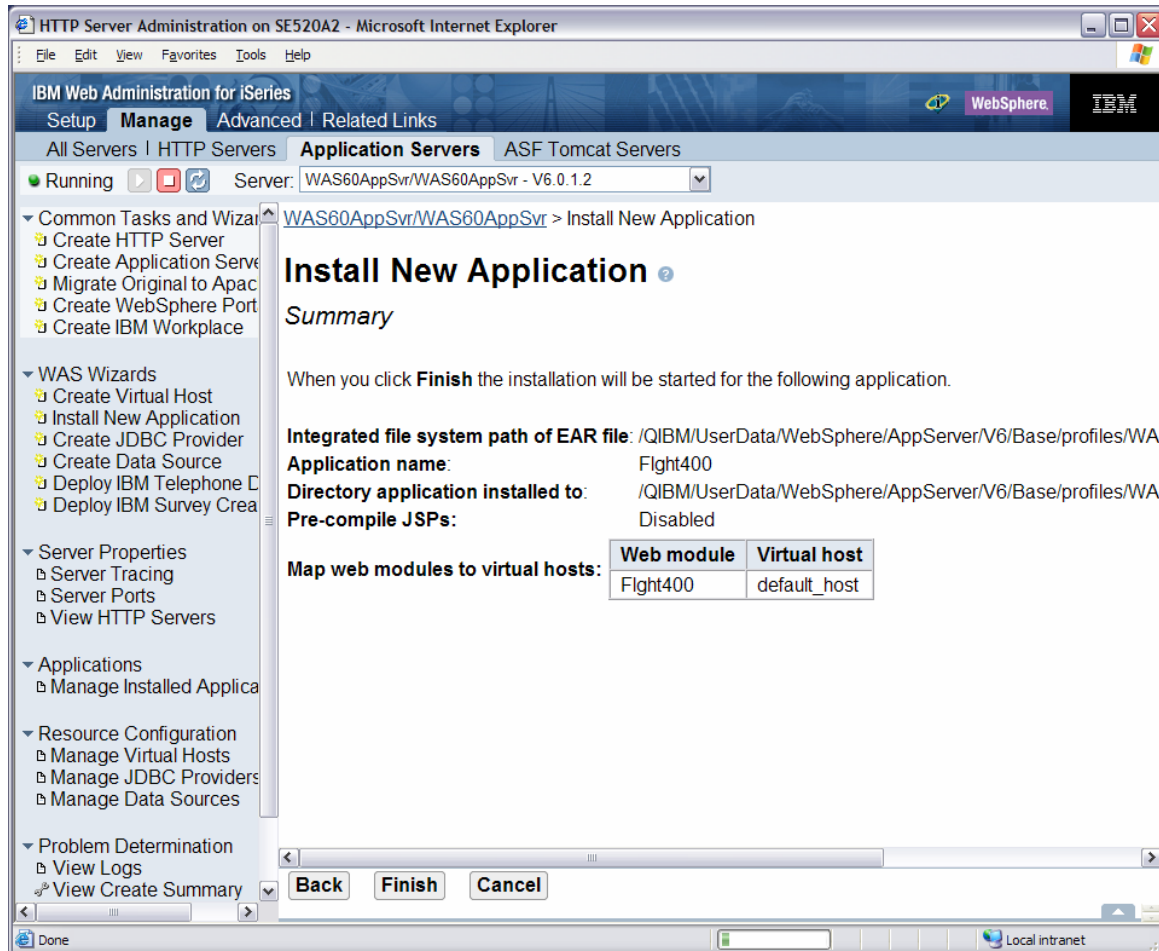 HTTP Server Administration on SE520A2 - Microsoft Internet Explorer
File Edit View Favorites Tools Help
IBM Web Administration for iSeries
WebSphere. IBM
Setup Manage Advanced | Related Links
All Servers | HTTP Servers Application Servers ASF Tomcat Servers
Running Server: WAS60AppSvr/WAS60AppSvr - V6.0.1.2
Common Tasks and Wizar
Create HTTP Server
Create Application Serve
Migrate Original to Apac
Create WebSphere Port
Create IBM Workplace
WAS Wizards
Create Virtual Host
Install New Application
Create JDBC Provider
Create Data Source
Deploy IBM Telephone D
Deploy IBM Survey Crea
Server Properties
Server Tracing
Server Ports
View HTTP Servers
Applications
Manage Installed Applica
Resource Configuration
Manage Virtual Hosts
Manage JDBC Providers
Manage Data Sources
Problem Determination
View Logs
View Create Summary
WAS60AppSvr/WAS60AppSvr > Install New Application
Install New Application
Summary
When you click Finish the installation will be started for the following application.
Integrated file system path of EAR file: /QIBM/UserData/WebSphere/AppServer/V6/Base/profiles/WA
Application name: Flght400
Directory application installed to: /QIBM/UserData/WebSphere/AppServer/V6/Base/profiles/WA
Pre-compile JSPs: Disabled
Map web modules to virtual hosts:
Web module Virtual host
Flght400 default_host
Back Finish Cancel
Done Local intranet